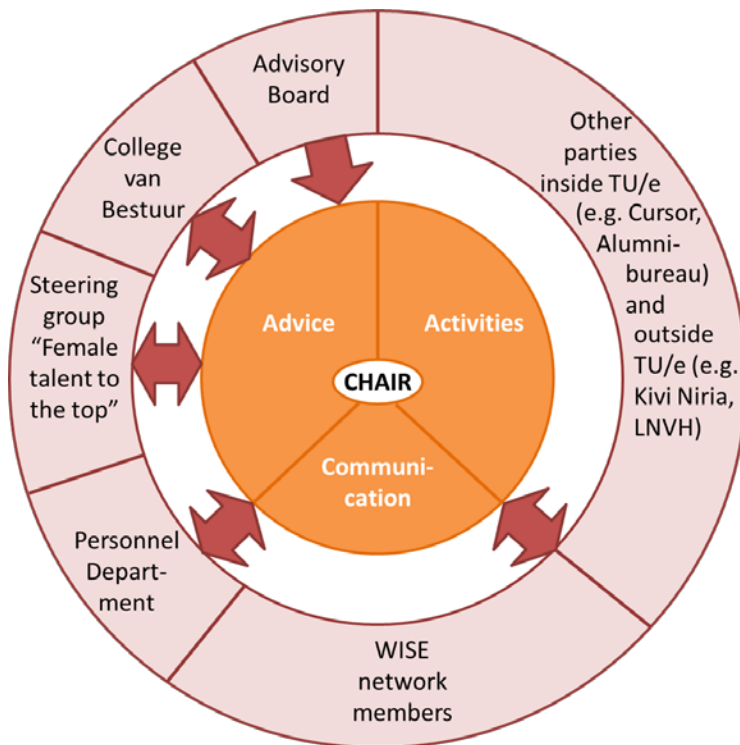 Advisory
Board
College
van
Bestuur
Steering
group
“Female
talent to
the top”
Personnel
Depart-
ment
WISE
network
members
Other
parties
inside TU/e
(e.g. Cursor,
Alumni-
bureau)
and
outside
TU/e (e.g.
Kivi Niria,
LNVH)
Advice
Activities
CHAIR
Communi-
cation